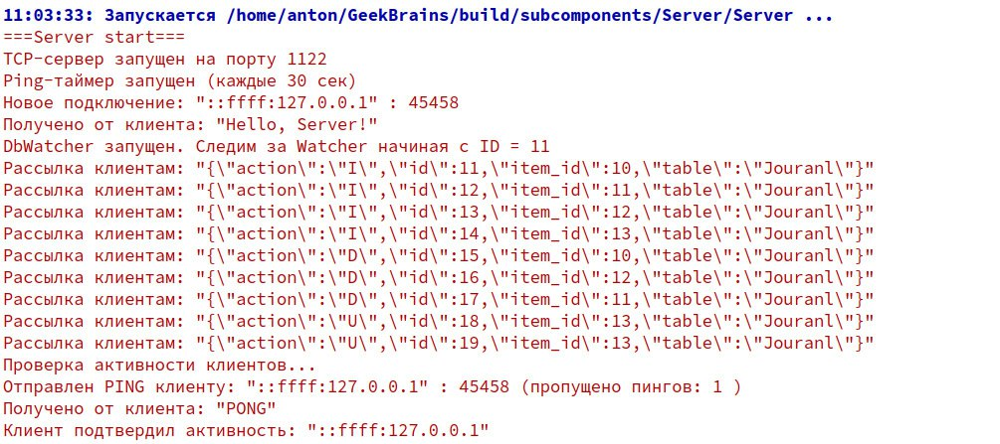 11:03:33: Запускается /home/anton/GeekBrains/build/subcomponents/Server/Server ...
===Server start===
TCP-сервер запущен на порту 1122
Ping-таймер запущен (каждые 30 сек)
Новое подключение: "::ffff:127.0.0.1" : 45458
Получено от клиента: "Hello, Server!"
DbWatcher запущен. Следим за Watcher начиная с ID = 11
Рассылка клиентам: "{\"action\":\"I\",\"id\":11,\"item_id\":10,\"table\":\"Jouranl\"}"
Рассылка клиентам: "{\"action\":\"I\",\"id\":12,\"item_id\":11,\"table\":\"Jouranl\"}"
Рассылка клиентам: "{\"action\":\"I\",\"id\":13,\"item_id\":12,\"table\":\"Jouranl\"}"
Рассылка клиентам: "{\"action\":\"I\",\"id\":14,\"item_id\":13,\"table\":\"Jouranl\"}"
Рассылка клиентам: "{\"action\":\"D\",\"id\":15,\"item_id\":10,\"table\":\"Jouranl\"}"
Рассылка клиентам: "{\"action\":\"D\",\"id\":16,\"item_id\":12,\"table\":\"Jouranl\"}"
Рассылка клиентам: "{\"action\":\"D\",\"id\":17,\"item_id\":11,\"table\":\"Jouranl\"}"
Рассылка клиентам: "{\"action\":\"U\",\"id\":18,\"item_id\":13,\"table\":\"Jouranl\"}"
Рассылка клиентам: "{\"action\":\"U\",\"id\":19,\"item_id\":13,\"table\":\"Jouranl\"}"
Проверка активности клиентов...
Отправлен PING клиенту: "::ffff:127.0.0.1" : 45458 (пропущено пингов: 1 )
Получено от клиента: "PONG"
Клиент подтвердил активность: "::ffff:127.0.0.1"